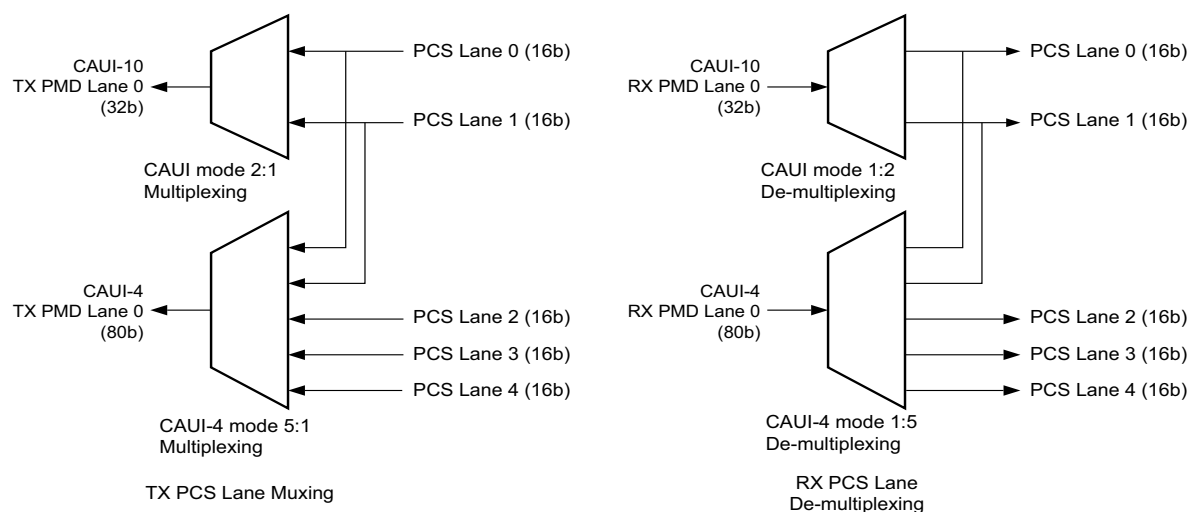 CAUI-10
TX PMD Lane 0
(32b)
PCS Lane 0 (16b)
PCS Lane 1 (16b)
CAUI mode 2:1
Multiplexing
CAUI-4
TX PMD Lane 0
(80b)
PCS Lane 2 (16b)
PCS Lane 3 (16b)
PCS Lane 4 (16b)
CAUI-4 mode 5:1
Multiplexing
TX PCS Lane Muxing
CAUI-10
RX PMD Lane 0
(32b)
PCS Lane 0 (16b)
PCS Lane 1 (16b)
CAUI mode 1:2
De-multiplexing
CAUI-4
RX PMD Lane 0
(80b)
PCS Lane 2 (16b)
PCS Lane 3 (16b)
PCS Lane 4 (16b)
CAUI-4 mode 1:5
De-multiplexing
RX PCS Lane
De-multiplexing